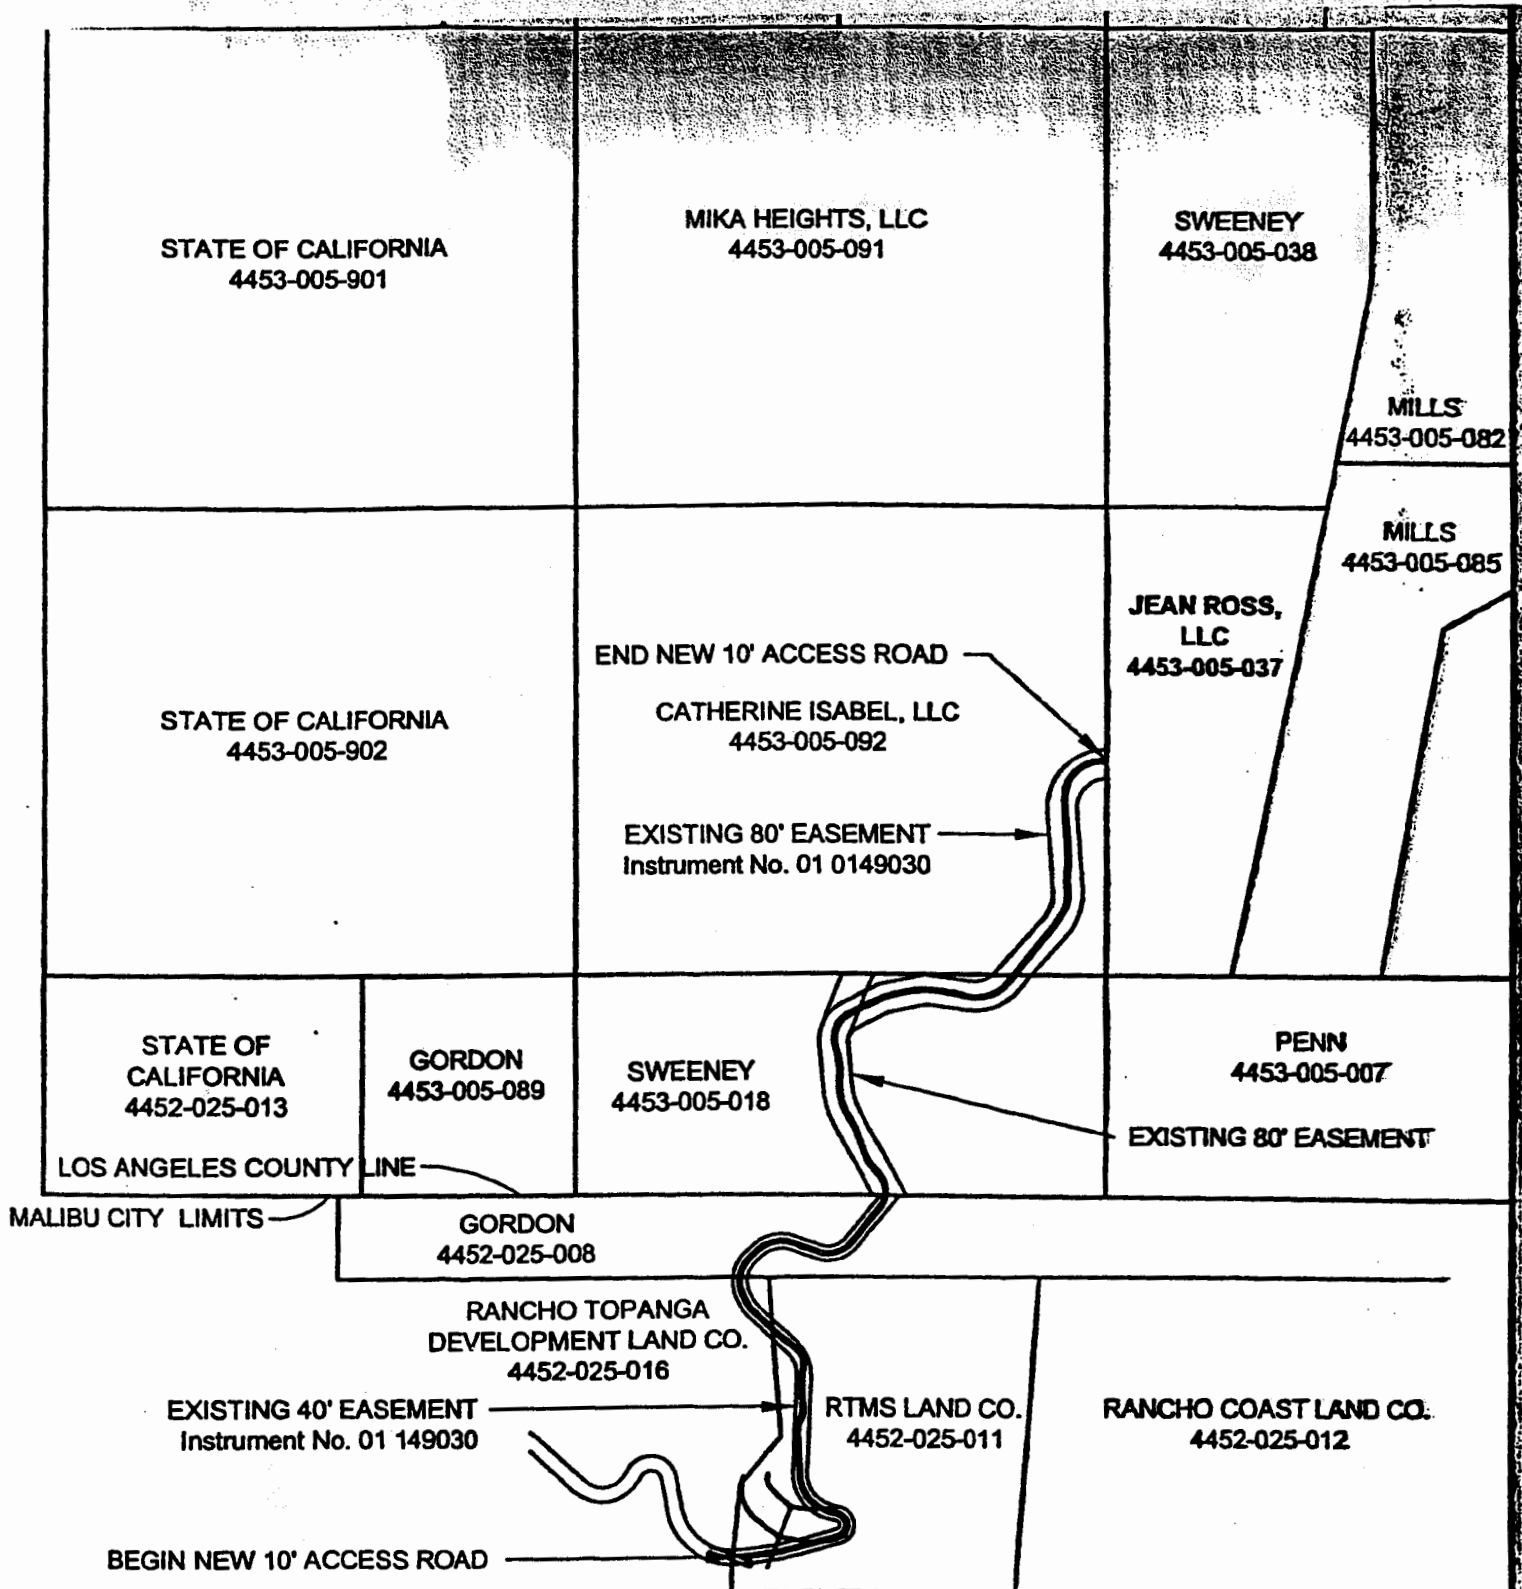 STATE OF CALIFORNIA
4453-005-901
MIKA HEIGHTS, LLC
4453-005-091
SWEENEY
4453-005-038
MILLS
4453-005-082
MILLS
4453-005-085
JEAN ROSS,
LLC
4453-005-037
END NEW 10' ACCESS ROAD
CATHERINE ISABEL, LLC
4453-005-092
STATE OF CALIFORNIA
4453-005-902
EXISTING 80' EASEMENT
Instrument No. 01 0149030
STATE OF
CALIFORNIA
4452-025-013
GORDON
4453-005-089
SWEENEY
4453-005-018
PENN
4453-005-007
EXISTING 80' EASEMENT
LOS ANGELES COUNTY LINE
MALIBU CITY LIMITS
GORDON
4452-025-008
RANCHO TOPANGA
DEVELOPMENT LAND CO.
4452-025-016
EXISTING 40' EASEMENT
Instrument No. 01 149030
RTMS LAND CO.
4452-025-011
RANCHO COAST LAND CO.
4452-025-012
BEGIN NEW 10' ACCESS ROAD